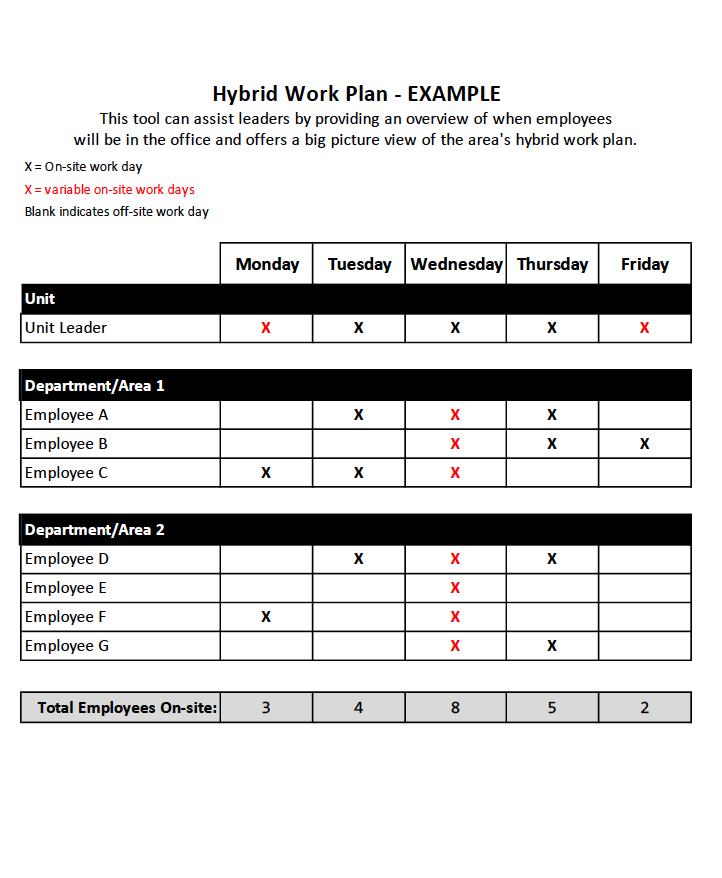 Hybrid Work Plan - EXAMPLE
This tool can assist leaders by providing an overview of when employees
will be in the office and offers a big picture view of the area's hybrid work plan.
X = On-site work day
X = variable on-site work days
Blank indicates off-site work day
Monday Tuesday Wednesday Thursday Friday
Unit
Unit Leader X X X X X
Department/Area 1
Employee A X X X
Employee B X X X
Employee C X X X
Department/Area 2
Employee D X X X
Employee E X
Employee F X X
Employee G X X
Total Employees On-site: 3 4 8 5 2